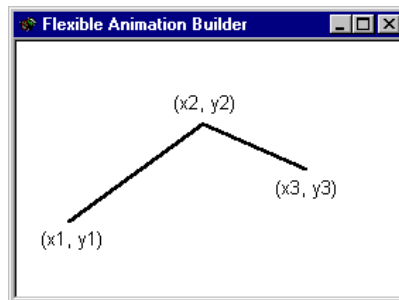 Flexible Animation Builder
(x2, y2)
(x3, y3)
(x1, y1)